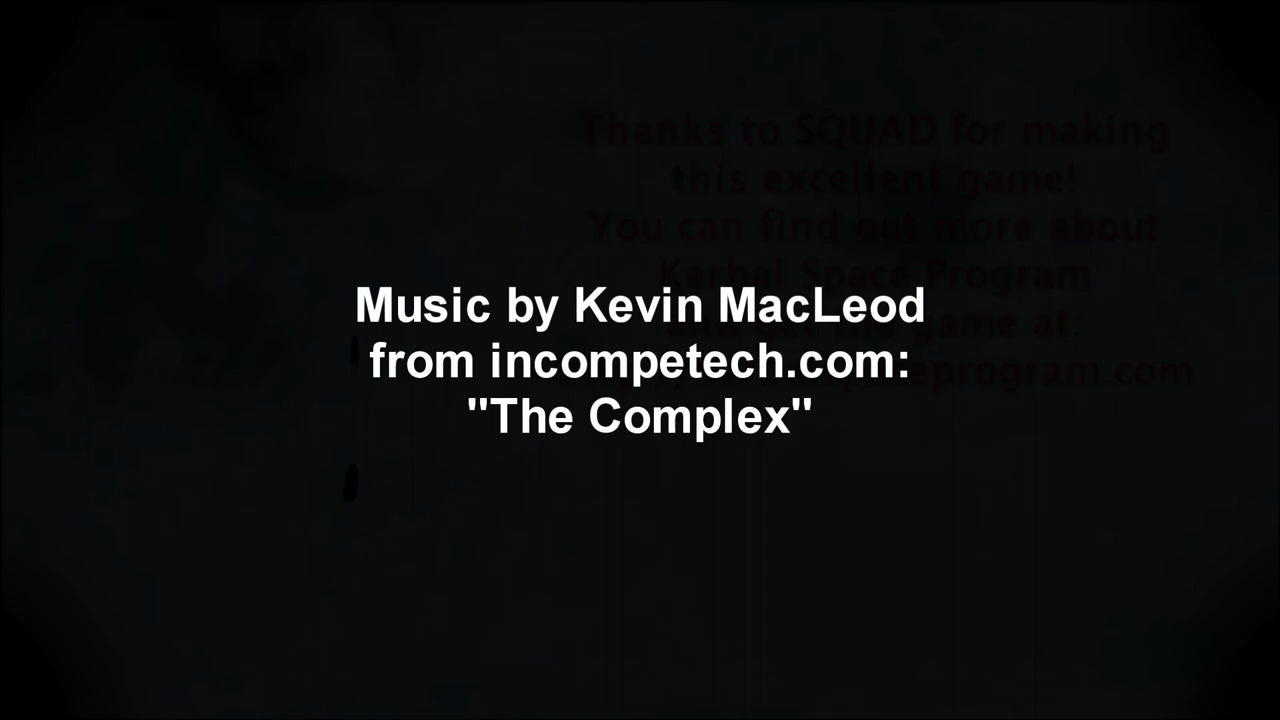 Thanks to SQUAD for making
this excellent game!
You can find out more about
Kerbal Space Program
game at:
Music by Kevin MacLeod
from incompetech.com:
"The Complex"